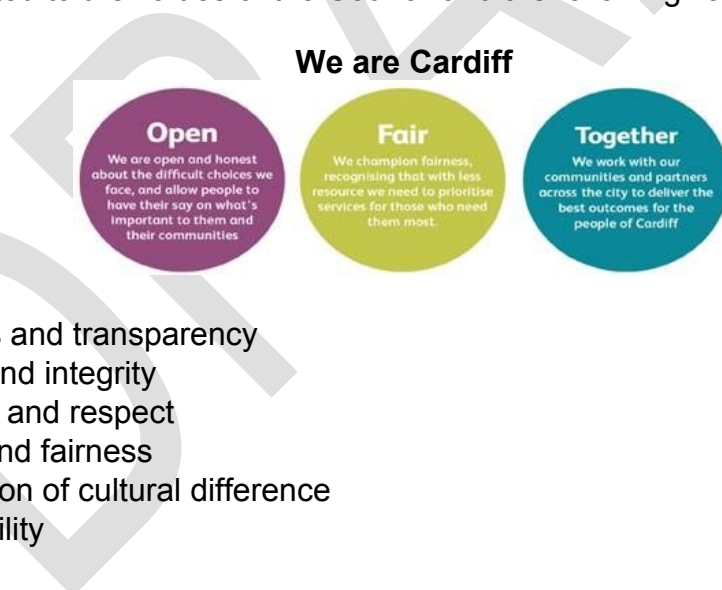 We are Cardiff
Open
We are open and honest
about the difficult choices we
face, and allow people to
have their say on what's
important to them and
their communities
Fair
We champion fairness,
recognising that with less
resource we need to prioritise
services for those who need
them most.
Together
We work with our
communities and partners
across the city to deliver the
best outcomes for the
people of Cardiff
and transparency
nd integrity
and respect
nd fairness
on of cultural difference
ility